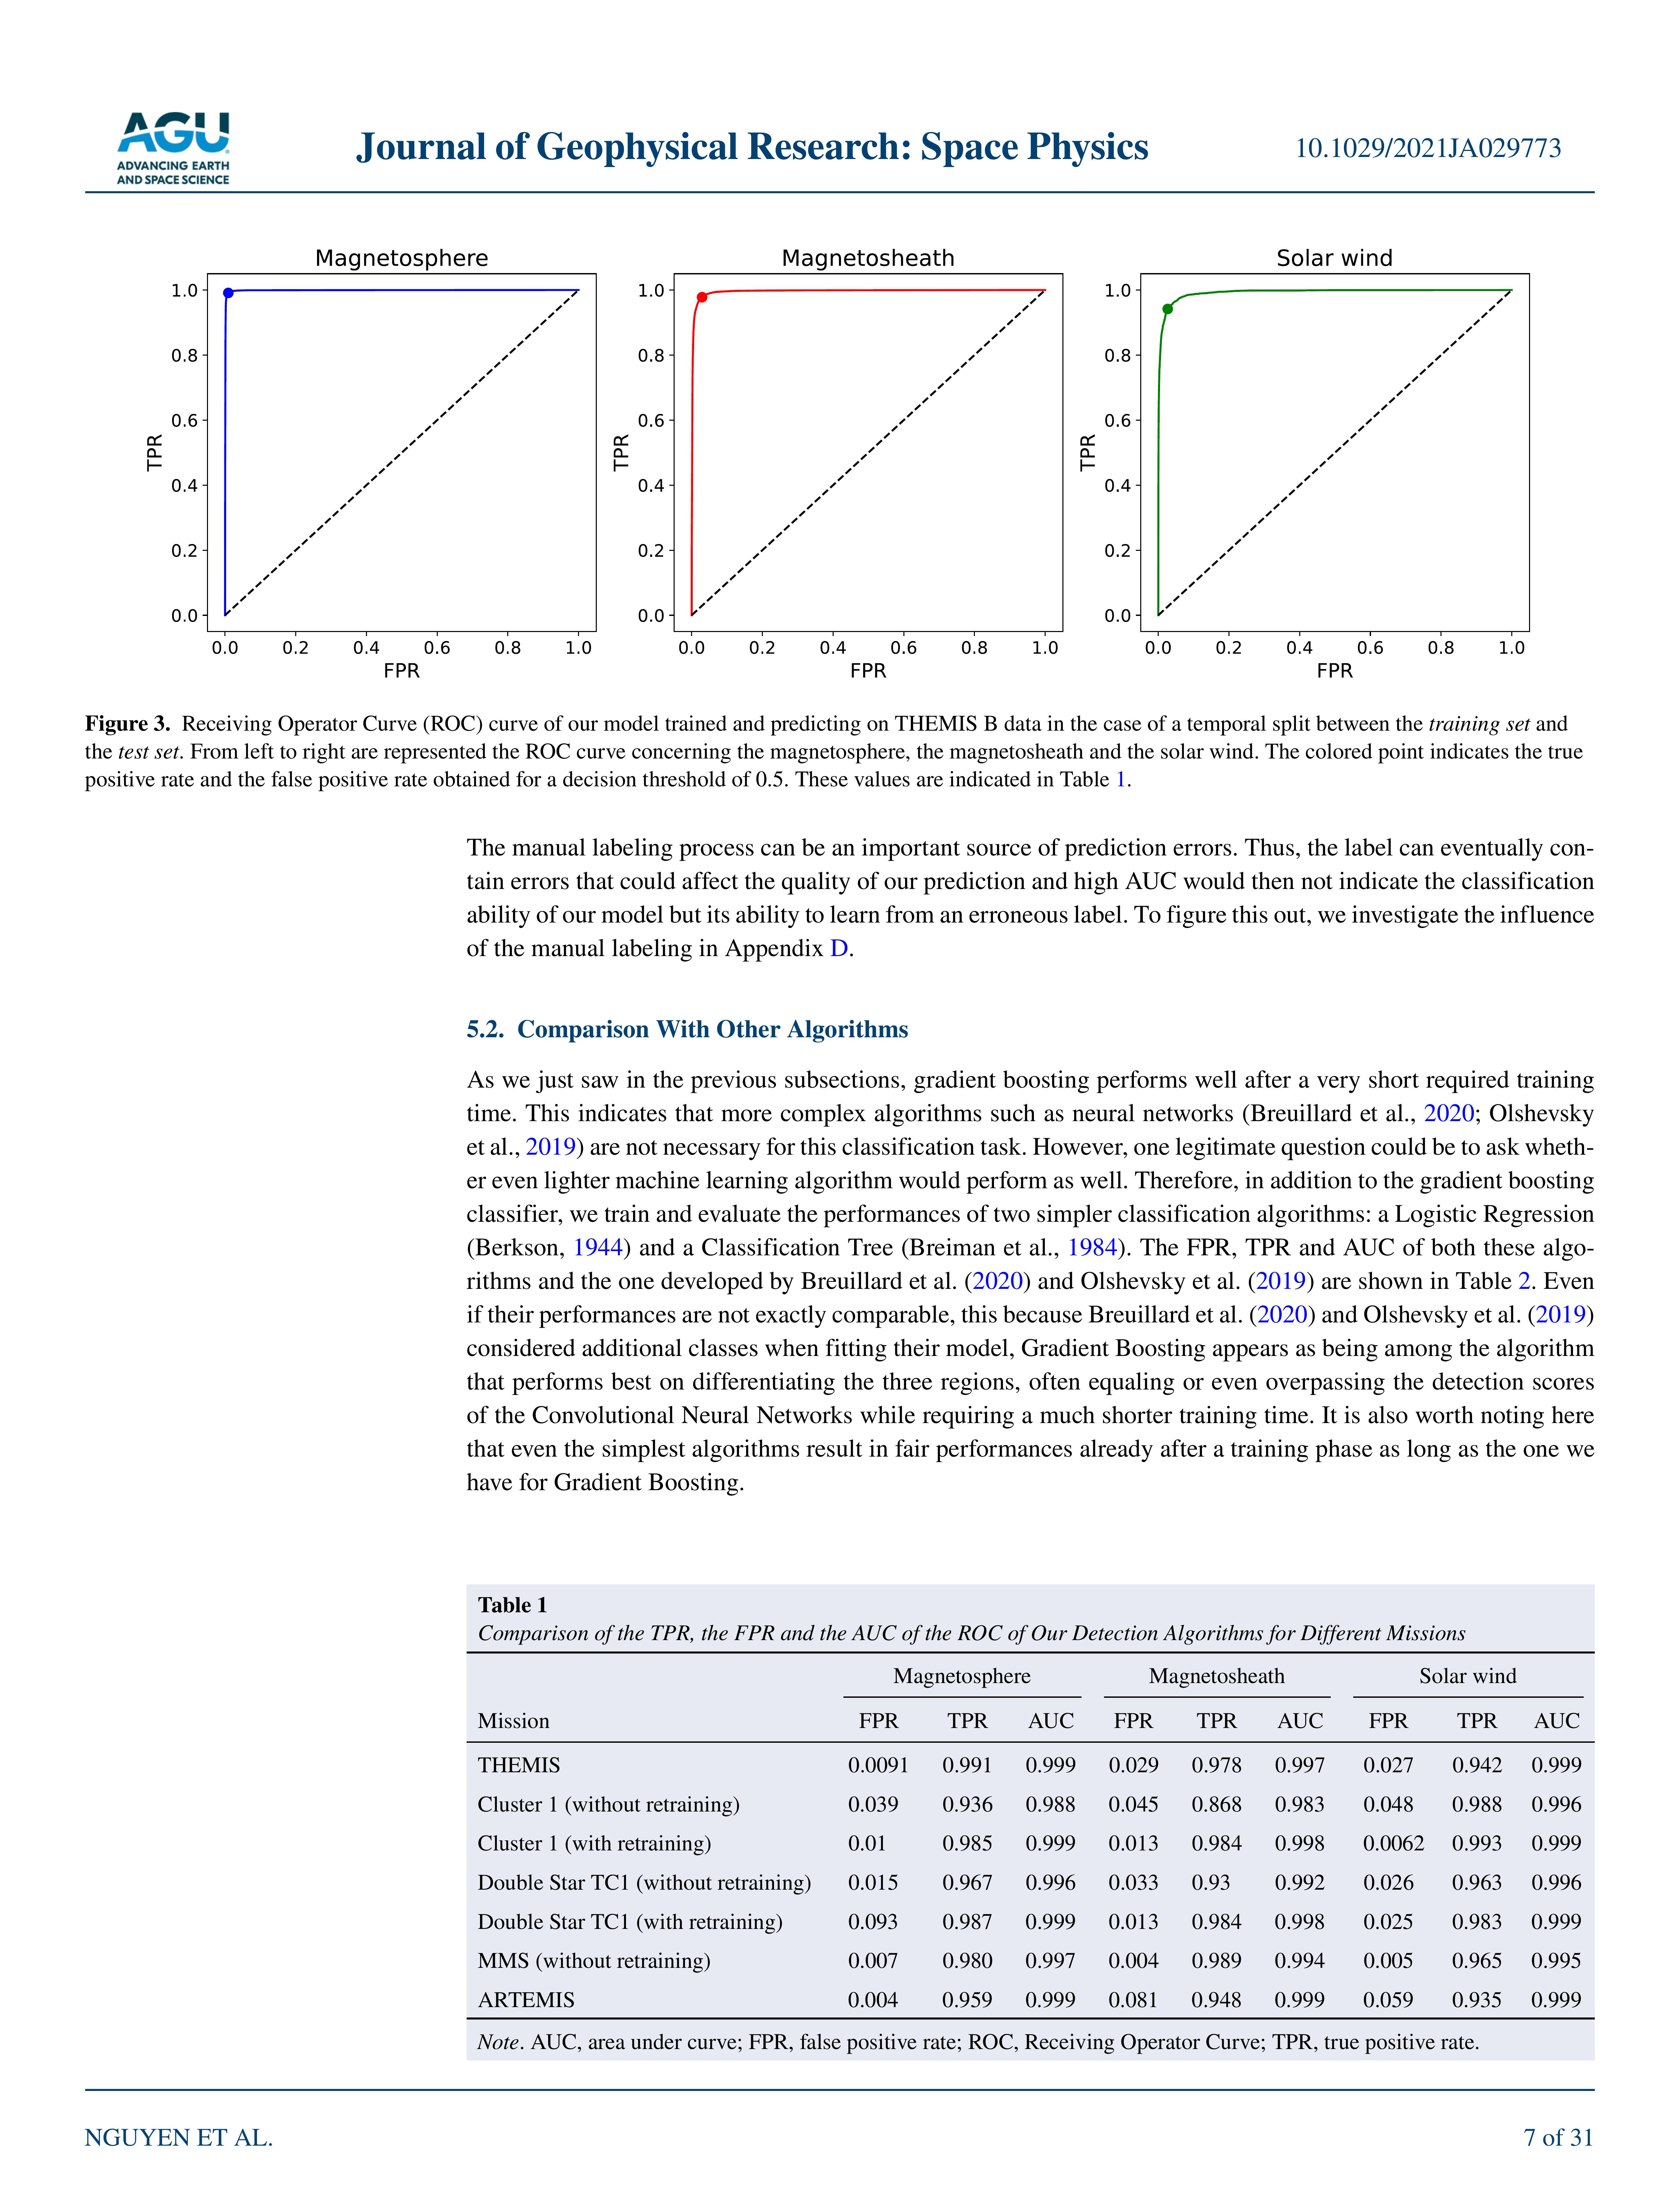 AGU
ADVANCING EARTH
AND SPACE SCIENCE
Journal of Geophysical Research: Space Physics
10.1029/2021JA029773
Magnetosphere
1.0
0.8
0.6
0.4
0.2
0.0
TPR
0.0 0.2 0.4 0.6 0.8 1.0
FPR
Magnetosheath
1.0
0.8
0.6
0.4
0.2
0.0
TPR
0.0 0.2 0.4 0.6 0.8 1.0
FPR
Solar wind
1.0
0.8
0.6
0.4
0.2
0.0
TPR
0.0 0.2 0.4 0.6 0.8 1.0
FPR
Figure 3. Receiving Operator Curve (ROC) curve of our model trained and predicting on THEMIS B data in the case of a temporal split between the training set and
the test set. From left to right are represented the ROC curve concerning the magnetosphere, the magnetosheath and the solar wind. The colored point indicates the true
positive rate and the false positive rate obtained for a decision threshold of 0.5. These values are indicated in Table 1.
The manual labeling process can be an important source of prediction errors. Thus, the label can eventually con-
tain errors that could affect the quality of our prediction and high AUC would then not indicate the classification
ability of our model but its ability to learn from an erroneous label. To figure this out, we investigate the influence
of the manual labeling in Appendix D.
5.2. Comparison With Other Algorithms
As we just saw in the previous subsections, gradient boosting performs well after a very short required training
time. This indicates that more complex algorithms such as neural networks (Breuillard et al., 2020; Olshevsky
et al., 2019) are not necessary for this classification task. However, one legitimate question could be to ask wheth-
er even lighter machine learning algorithm would perform as well. Therefore, in addition to the gradient boosting
classifier, we train and evaluate the performances of two simpler classification algorithms: a Logistic Regression
(Berkson, 1944) and a Classification Tree (Breiman et al., 1984). The FPR, TPR and AUC of both these algo-
rithms and the one developed by Breuillard et al. (2020) and Olshevsky et al. (2019) are shown in Table 2. Even
if their performances are not exactly comparable, this because Breuillard et al. (2020) and Olshevsky et al. (2019)
considered additional classes when fitting their model, Gradient Boosting appears as being among the algorithm
that performs best on differentiating the three regions, often equaling or even overpassing the detection scores
of the Convolutional Neural Networks while requiring a much shorter training time. It is also worth noting here
that even the simplest algorithms result in fair performances already after a training phase as long as the one we
have for Gradient Boosting.
Table 1
Comparison of the TPR, the FPR and the AUC of the ROC of Our Detection Algorithms for Different Missions
Magnetosphere Magnetosheath Solar wind
Mission FPR TPR AUC FPR TPR AUC FPR TPR AUC
THEMIS 0.0091 0.991 0.999 0.029 0.978 0.997 0.027 0.942 0.999
Cluster 1 (without retraining) 0.039 0.936 0.988 0.045 0.868 0.983 0.048 0.988 0.996
Cluster 1 (with retraining) 0.01 0.985 0.999 0.013 0.984 0.998 0.0062 0.993 0.999
Double Star TC1 (without retraining) 0.015 0.967 0.996 0.033 0.93 0.992 0.026 0.963 0.996
Double Star TC1 (with retraining) 0.093 0.987 0.999 0.013 0.984 0.998 0.025 0.983 0.999
MMS (without retraining) 0.007 0.980 0.997 0.004 0.989 0.994 0.005 0.965 0.995
ARTEMIS 0.004 0.959 0.999 0.081 0.948 0.999 0.059 0.935 0.999
Note. AUC, area under curve; FPR, false positive rate; ROC, Receiving Operator Curve; TPR, true positive rate.
NGUYEN ET AL.
7 of 31